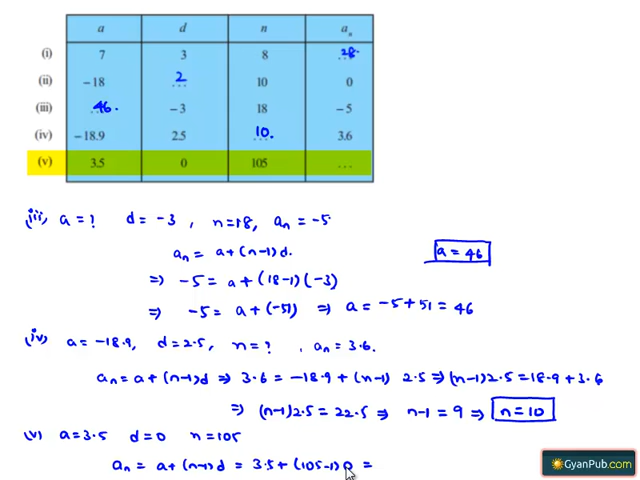 a d n aₙ
(i) 7 3 8 28.
(ii) −18 2 ... 10 0
(iii) 46. −3 18 −5
(iv) −18.9 2.5 10. 3.6
(v) 3.5 0 105 ...
(iii) a = ? d = −3 , n = 18, aₙ = −5
aₙ = a + (n−1) d. a = 46
⇒ −5 = a + (18−1) (−3)
⇒ −5 = a + (−51) ⇒ a = −5 + 51 = 46
(iv) a = −18.9, d = 2.5, n = ? , aₙ = 3.6.
aₙ = a + (n−1) d ⇒ 3.6 = −18.9 + (n−1) 2.5 ⇒ (n−1) 2.5 = 18.9 + 3.6
⇒ (n−1) 2.5 = 22.5 ⇒ n−1 = 9 ⇒ n = 10
(v) a = 3.5 d = 0 n = 105
aₙ = a + (n−1) d = 3.5 + (105−1) 0 =
GyanPub.com